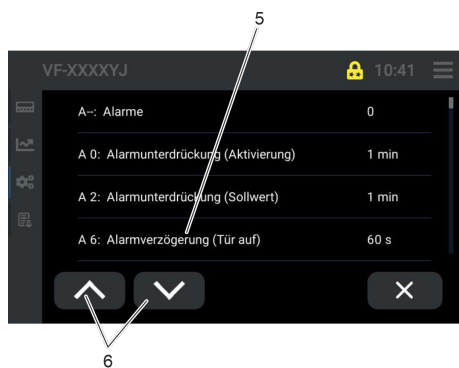 5
VF-XXXXYJ 10:41
A--: Alarme 0
A 0: Alarmunterdrückung (Aktivierung) 1 min
A 2: Alarmunterdrückung (Sollwert) 1 min
A 6: Alarmverzögerung (Tür auf) 60 s
6